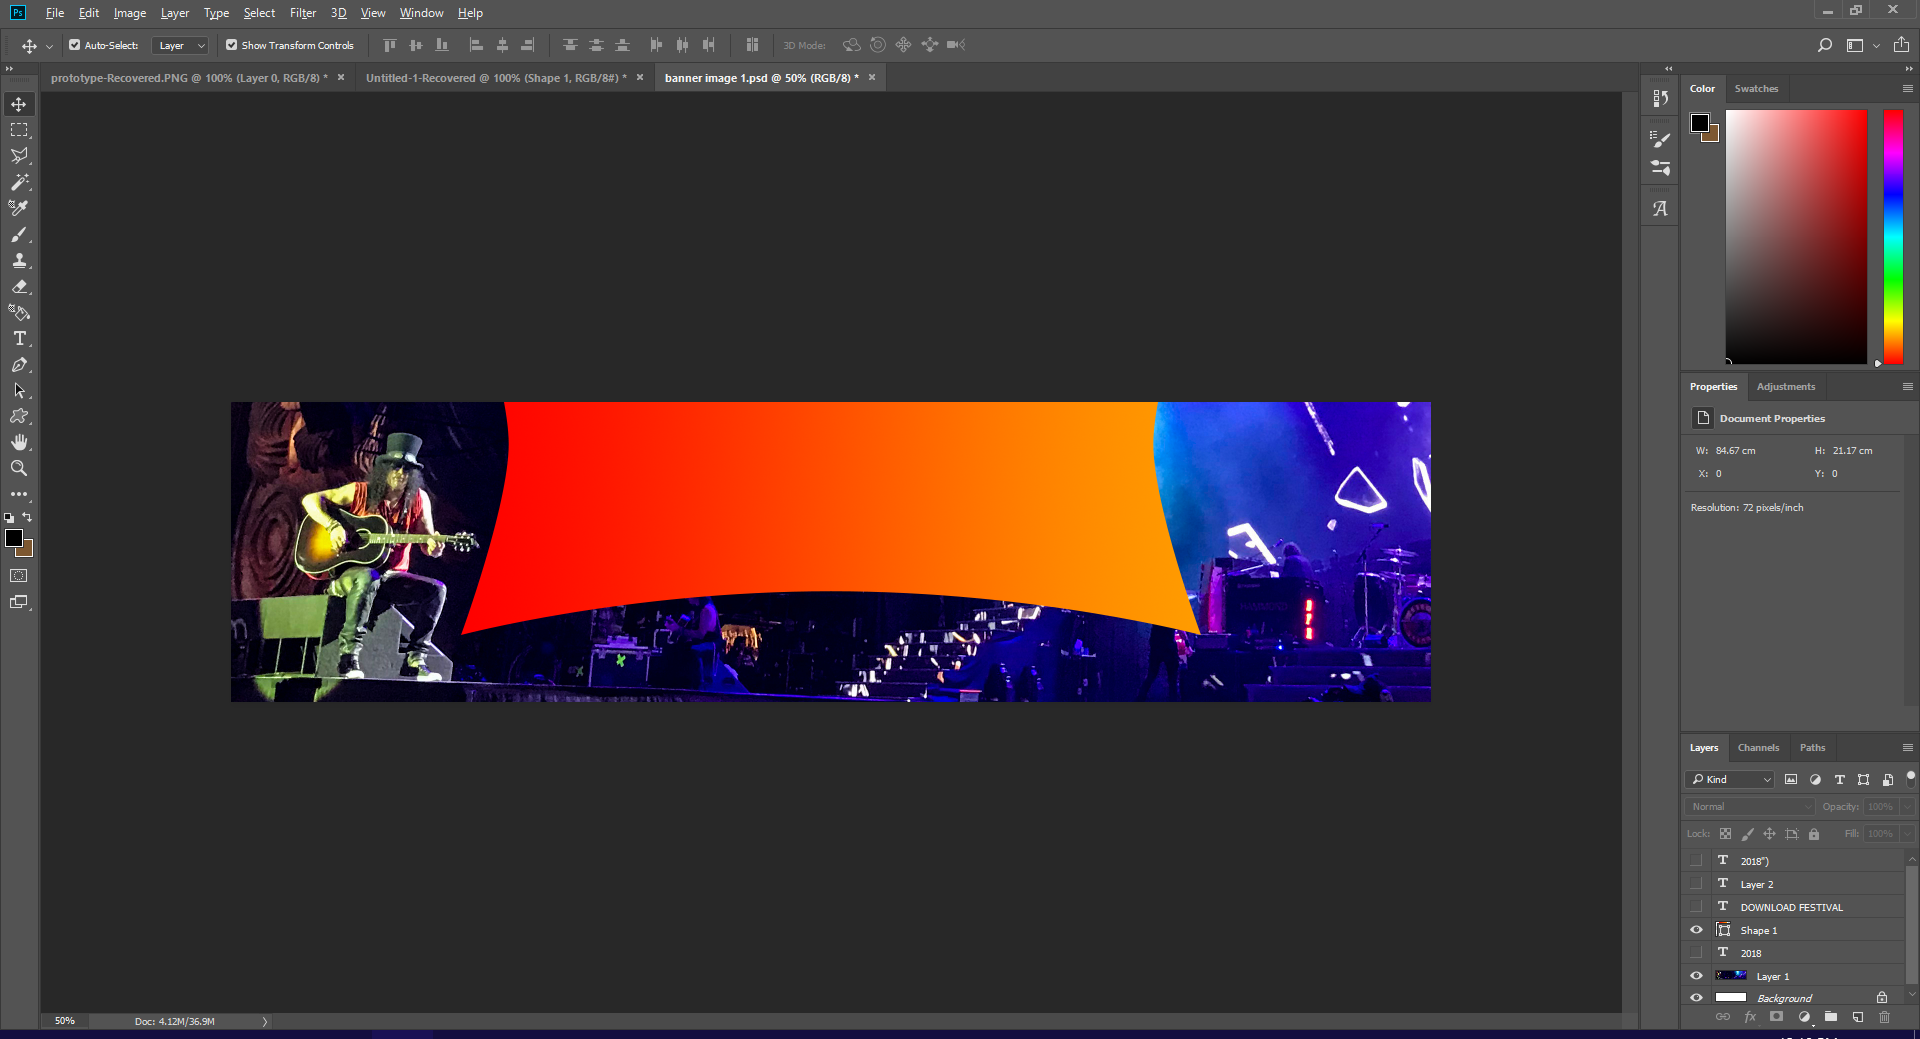 Ps File Edit Image Layer Type Select Filter 3D View Window Help
Auto-Select: Layer Show Transform Controls 3D Mode:
prototype-Recovered.PNG @ 100% (Layer 0, RGB/8) * Untitled-1-Recovered @ 100% (Shape 1, RGB/8#) * banner image 1.psd @ 50% (RGB/8) *
Color Swatches
Properties Adjustments
Document Properties
W: 84.67 cm H: 21.17 cm
X: 0 Y: 0
Resolution: 72 pixels/inch
HAMMOND
Layers Channels Paths
Kind
Normal Opacity: 100%
Lock: Fill: 100%
2018")
Layer 2
DOWNLOAD FESTIVAL
Shape 1
2018
Layer 1
Background
50% Doc: 4.12M/36.9M